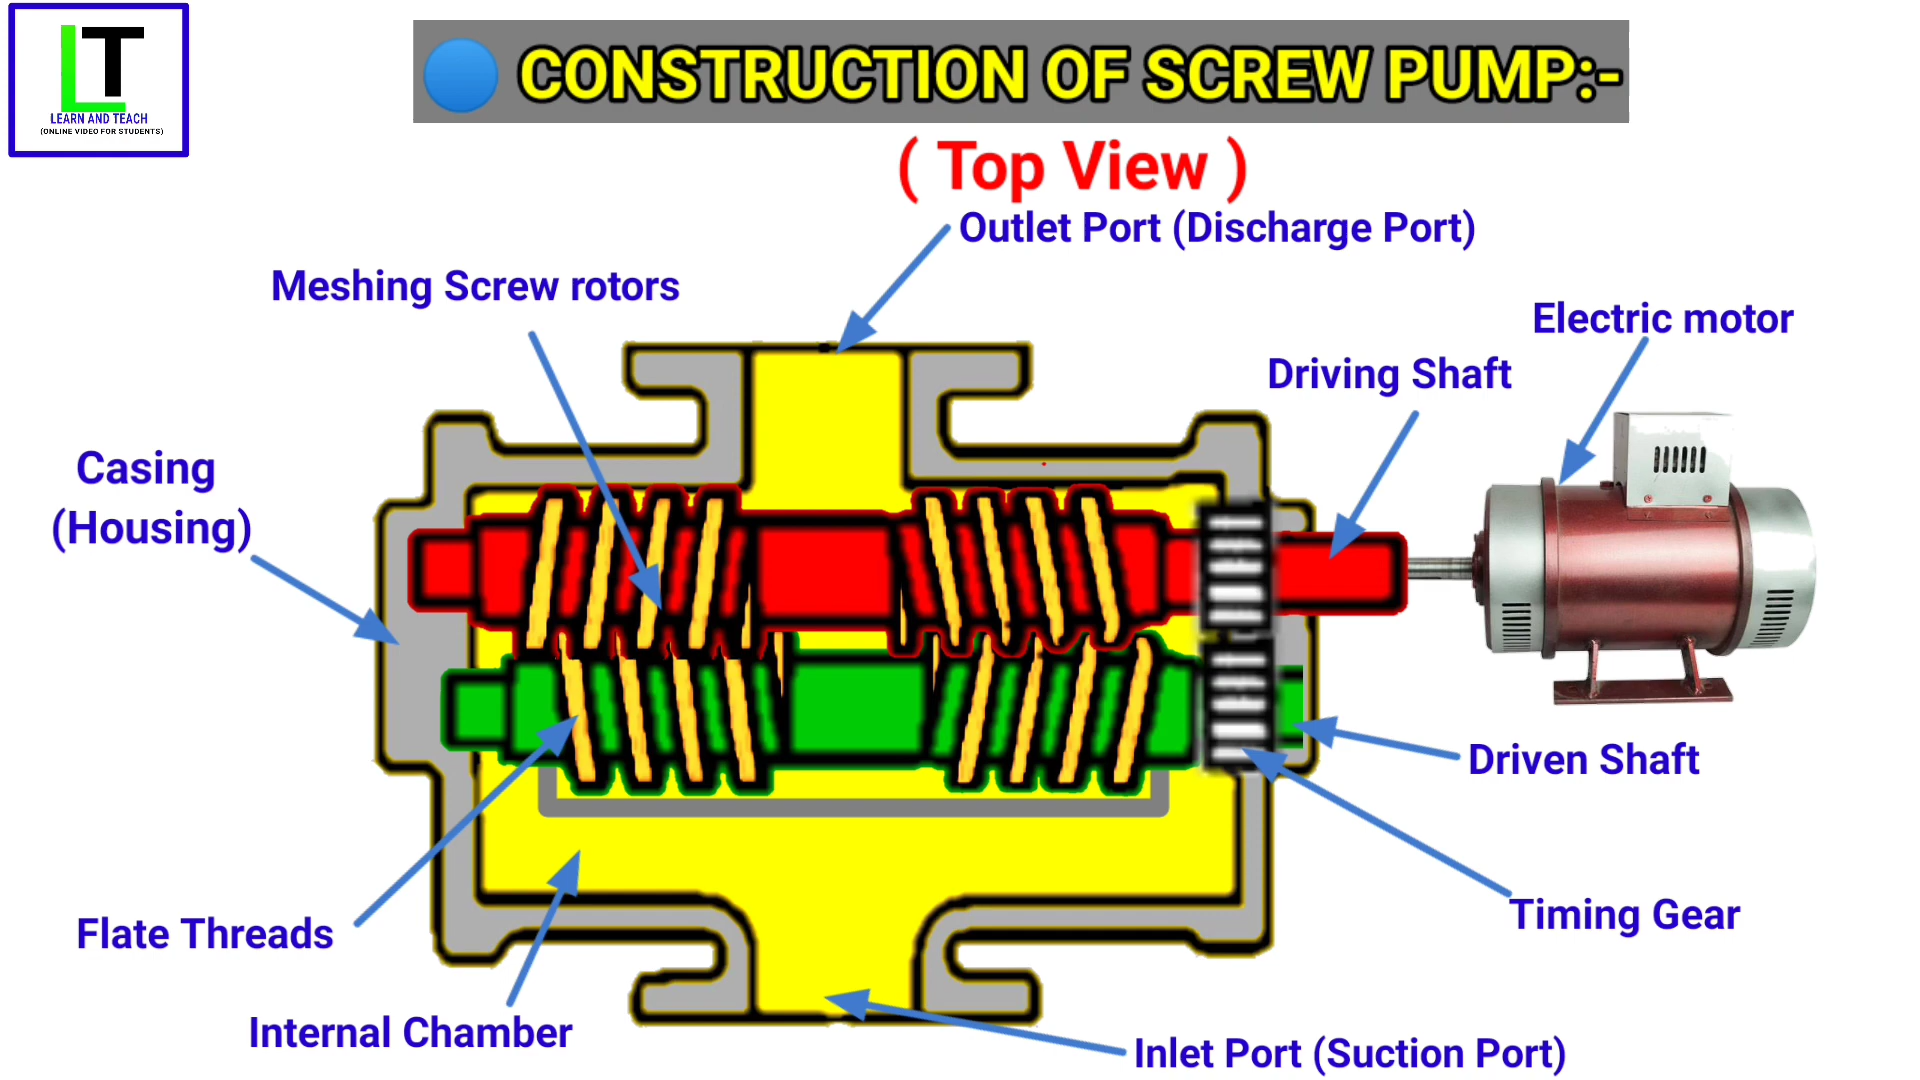 LT
LEARN AND TEACH
(ONLINE VIDEO FOR STUDENTS)
CONSTRUCTION OF SCREW PUMP:-
( Top View )
Outlet Port (Discharge Port)
Meshing Screw rotors
Electric motor
Driving Shaft
Casing
(Housing)
Driven Shaft
Timing Gear
Flate Threads
Internal Chamber
Inlet Port (Suction Port)